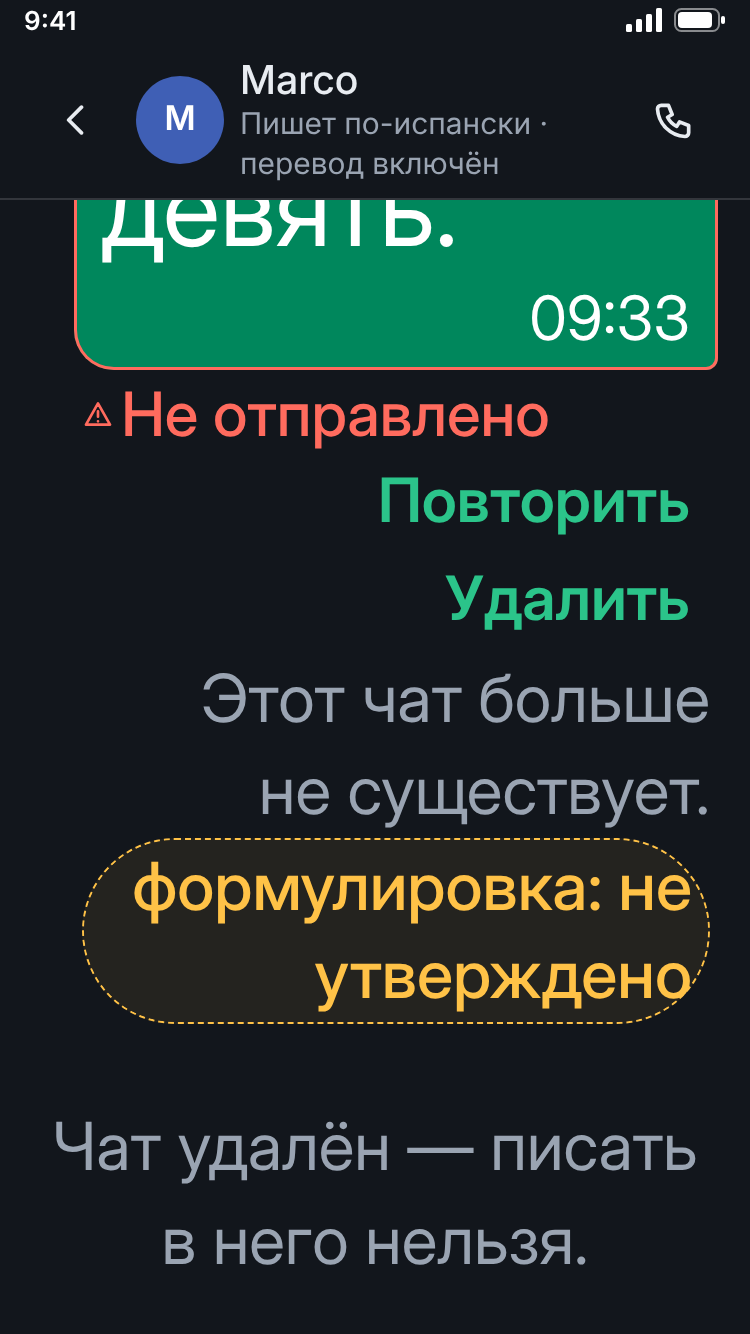 9:41
M
Marco
Пишет по-испански ·
перевод включён
девять.
09:33
Не отправлено
Повторить
Удалить
Этот чат больше
не существует.
формулировка: не
утверждено
Чат удалён — писать
в него нельзя.